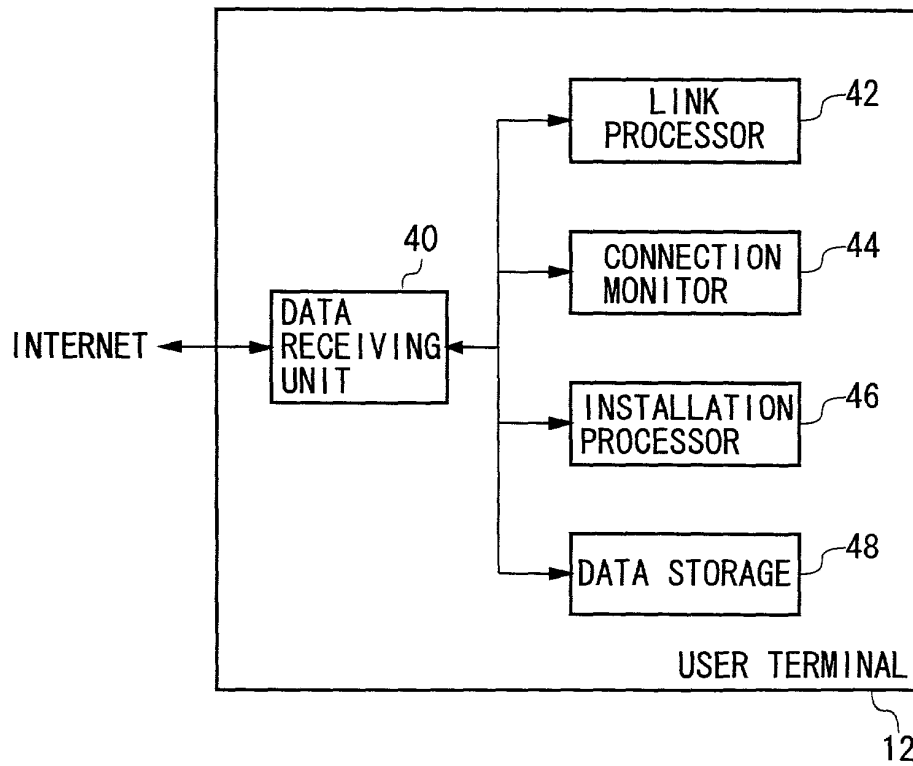 LINK
PROCESSOR
42
CONNECTION
MONITOR
44
40
DATA
RECEIVING
UNIT
INTERNET
INSTALLATION
PROCESSOR
46
DATA STORAGE
48
USER TERMINAL
12